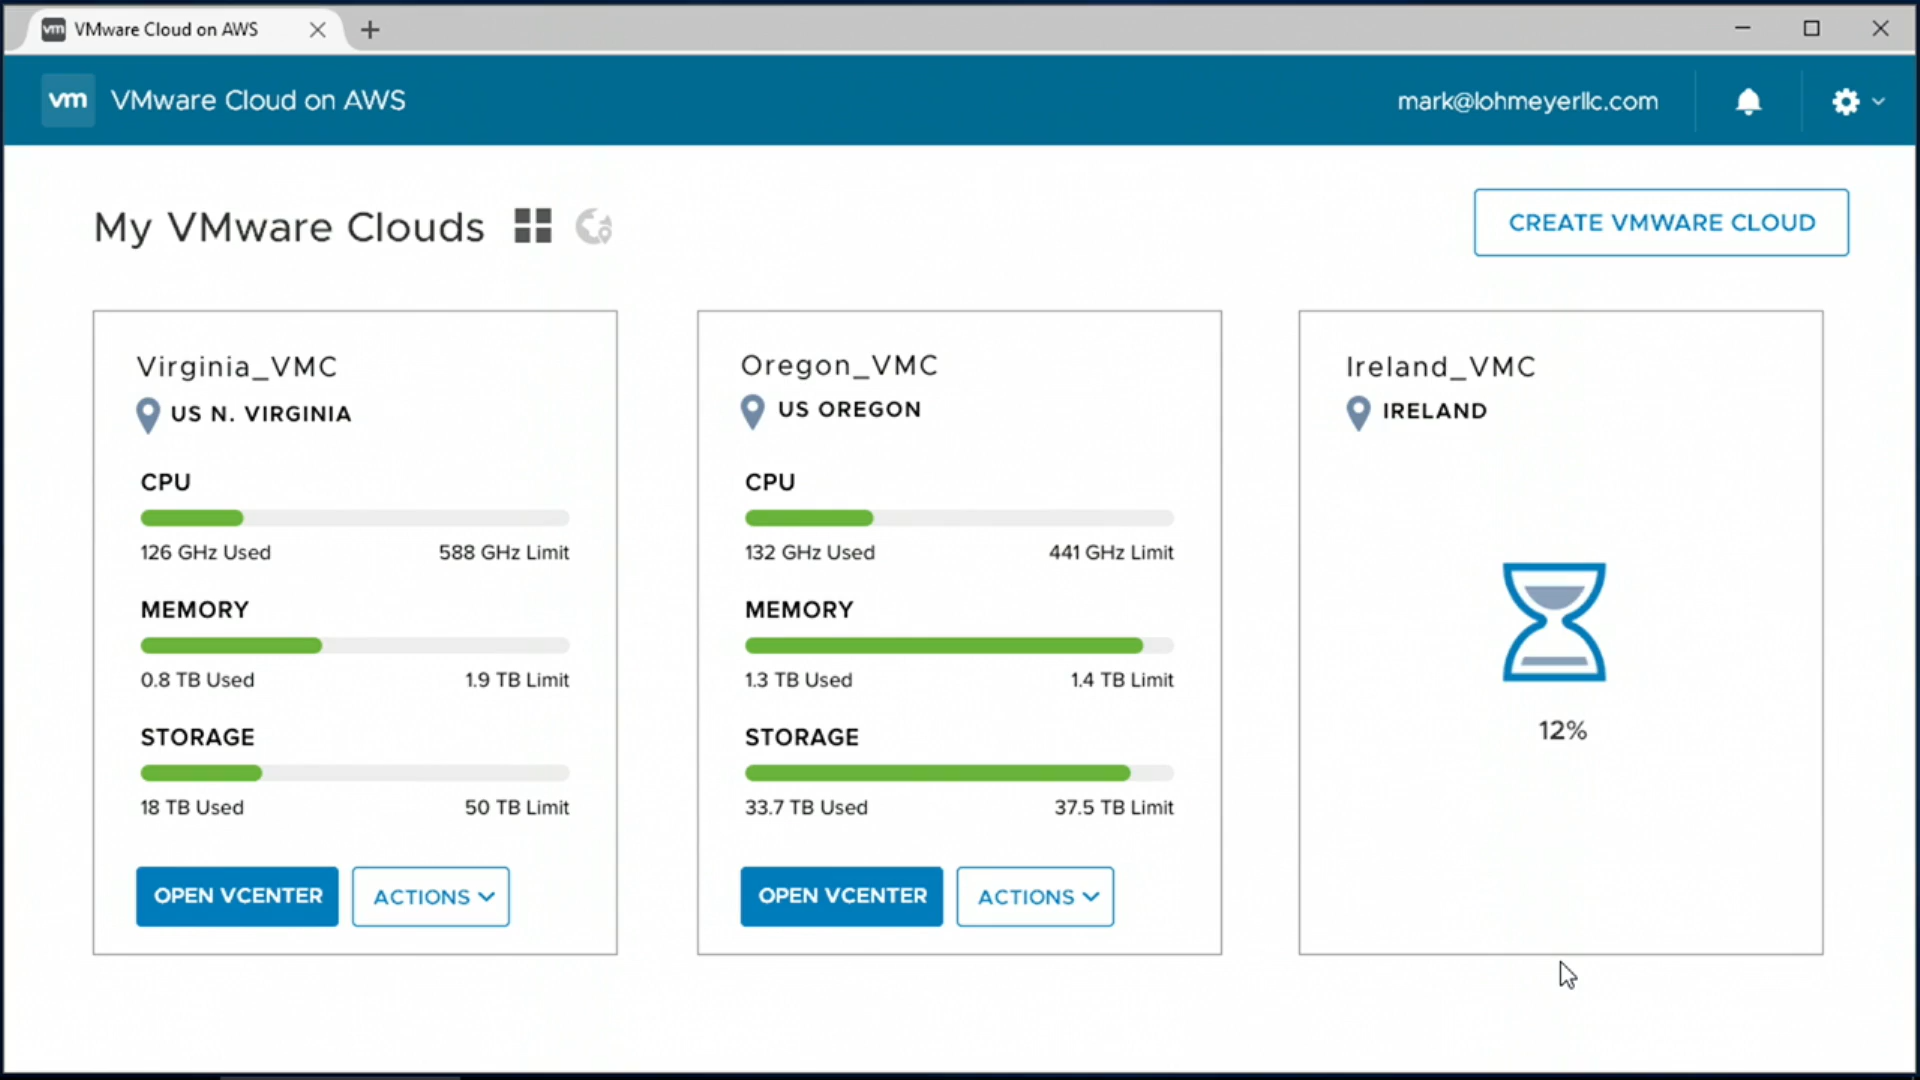 vm VMware Cloud on AWS
vm VMware Cloud on AWS
mark@lohmeyerllc.com
My VMware Clouds
CREATE VMWARE CLOUD
Virginia_VMC
US N. VIRGINIA
CPU
126 GHz Used 588 GHz Limit
MEMORY
0.8 TB Used 1.9 TB Limit
STORAGE
18 TB Used 50 TB Limit
OPEN VCENTER ACTIONS
Oregon_VMC
US OREGON
CPU
132 GHz Used 441 GHz Limit
MEMORY
1.3 TB Used 1.4 TB Limit
STORAGE
33.7 TB Used 37.5 TB Limit
OPEN VCENTER ACTIONS
Ireland_VMC
IRELAND
12%